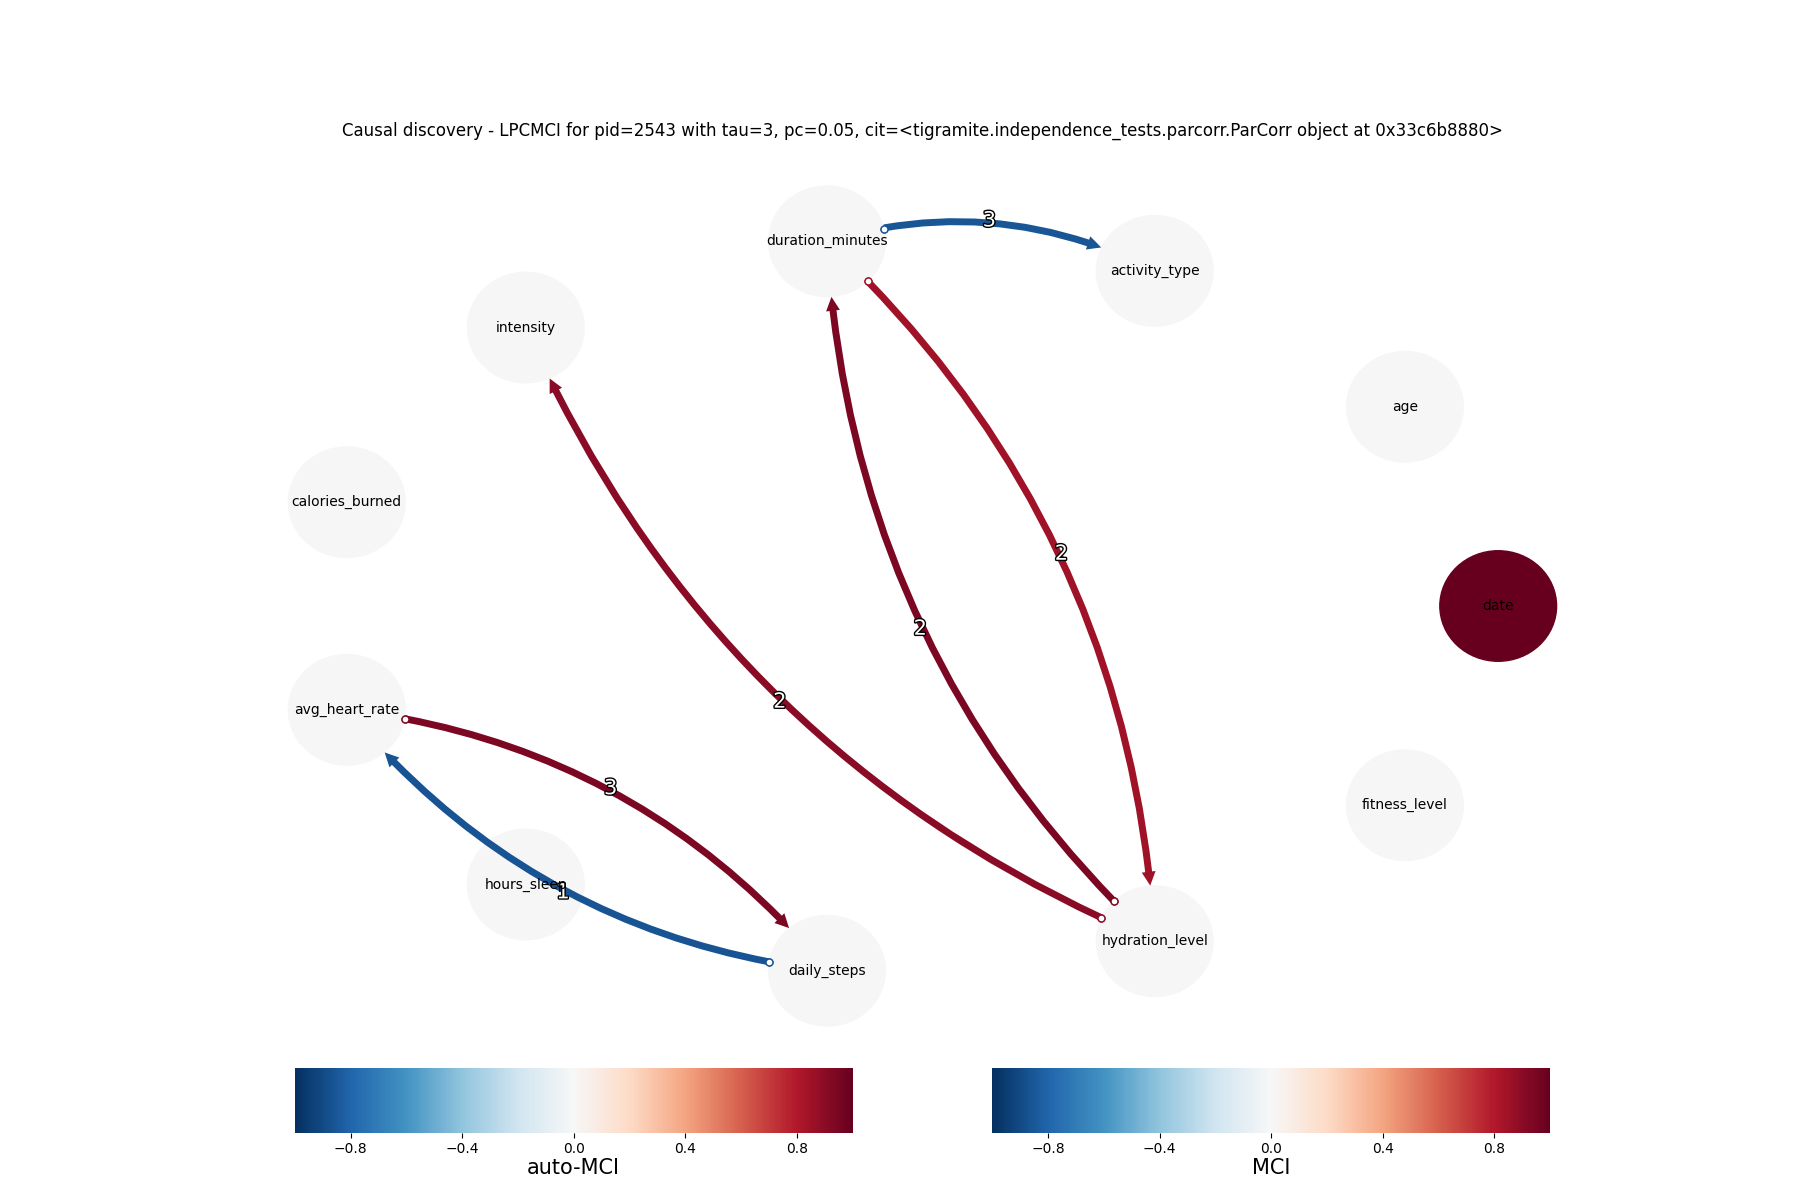 Causal discovery - LPCMCI for pid=2543 with tau=3, pc=0.05, cit=<tigramite.independence_tests.parcorr.ParCorr object at 0x33c6b8880>
3
duration_minutes
activity_type
intensity
age
calories_burned
2
date
2
2
avg_heart_rate
3
fitness_level
hours_sleep
1
hydration_level
daily_steps
−0.8 −0.4 0.0 0.4 0.8
auto-MCI
−0.8 −0.4 0.0 0.4 0.8
MCI